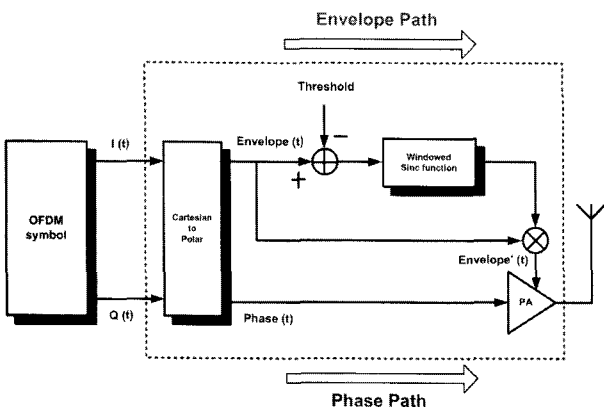 Envelope Path
Threshold
I (t)
Envelope (t)
−
+
Windowed
Sinc function
OFDM
symbol
Cartesian
to
Polar
Envelope' (t)
Q (t)
Phase (t)
PA
Phase Path